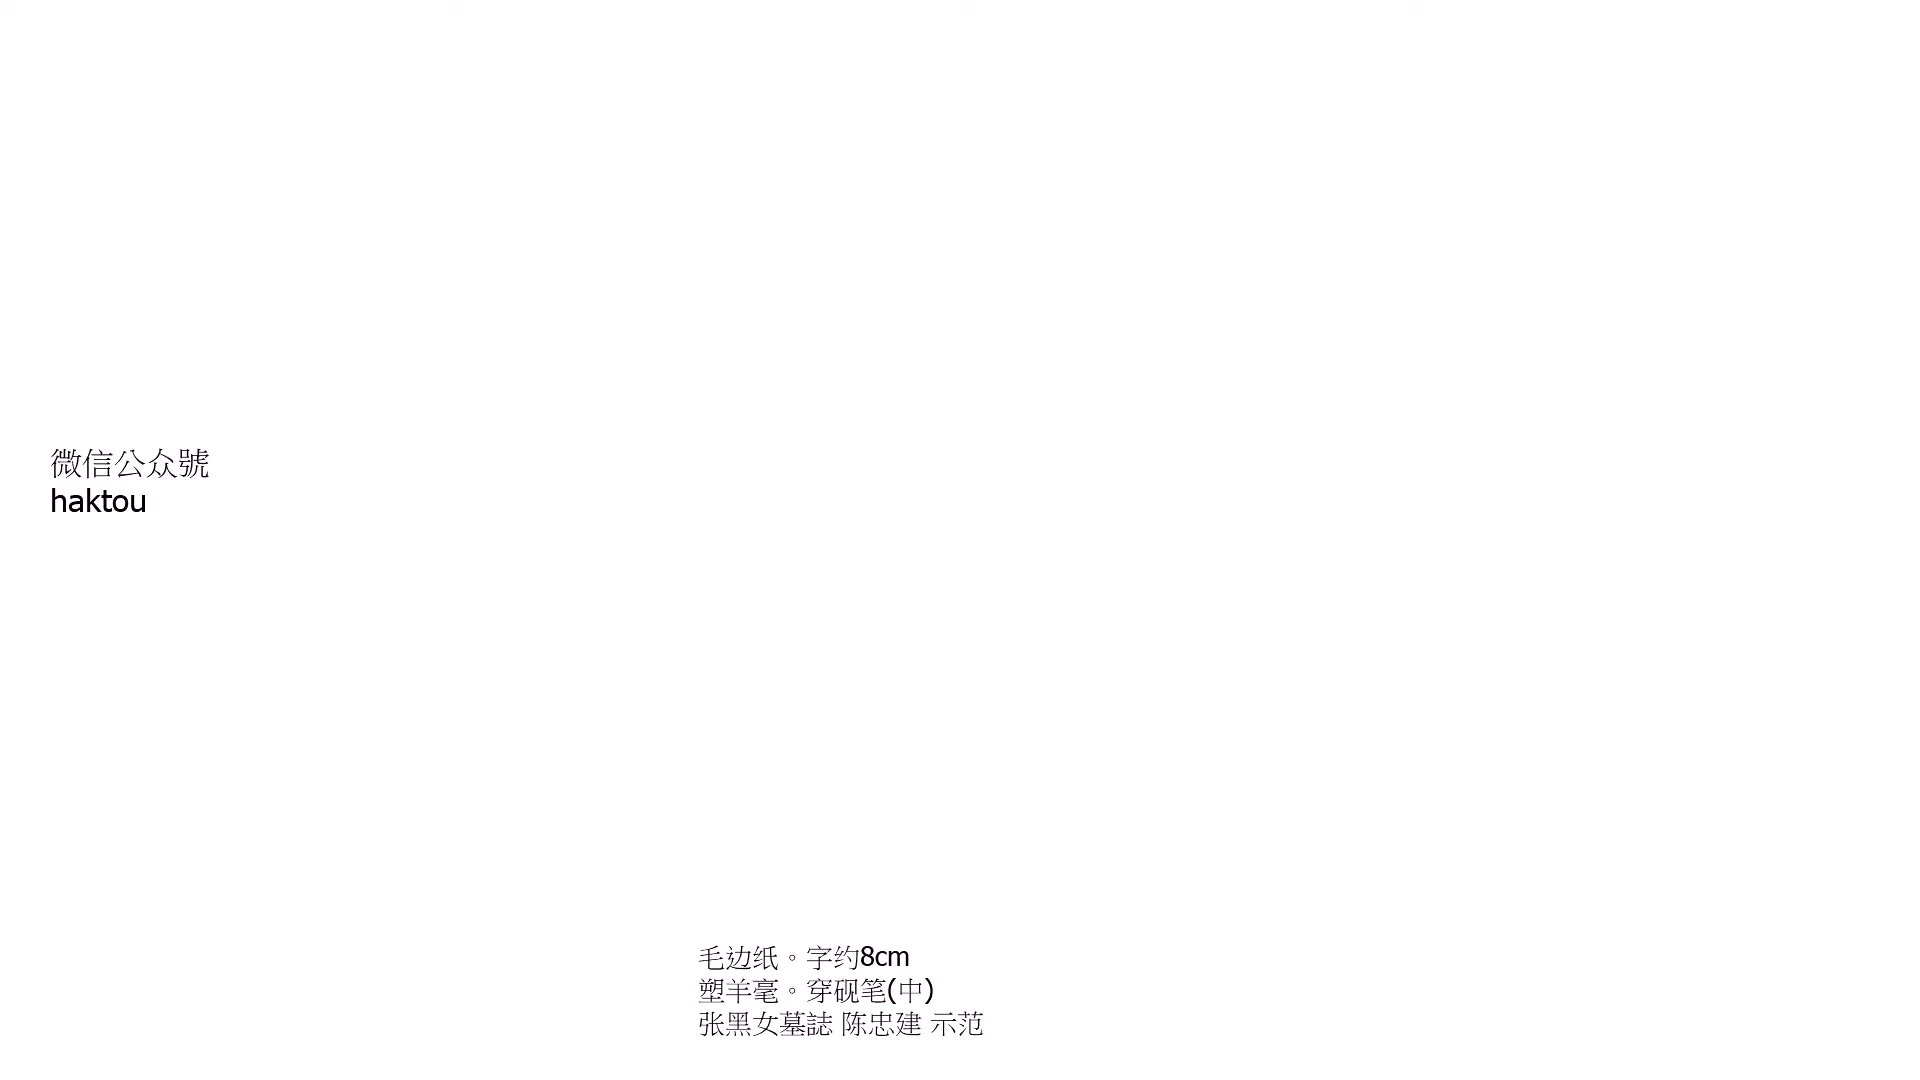 微信公众號
haktou
毛边纸。字约8cm
塑羊毫。穿砚笔(中)
张黑女墓誌 陈忠建 示范